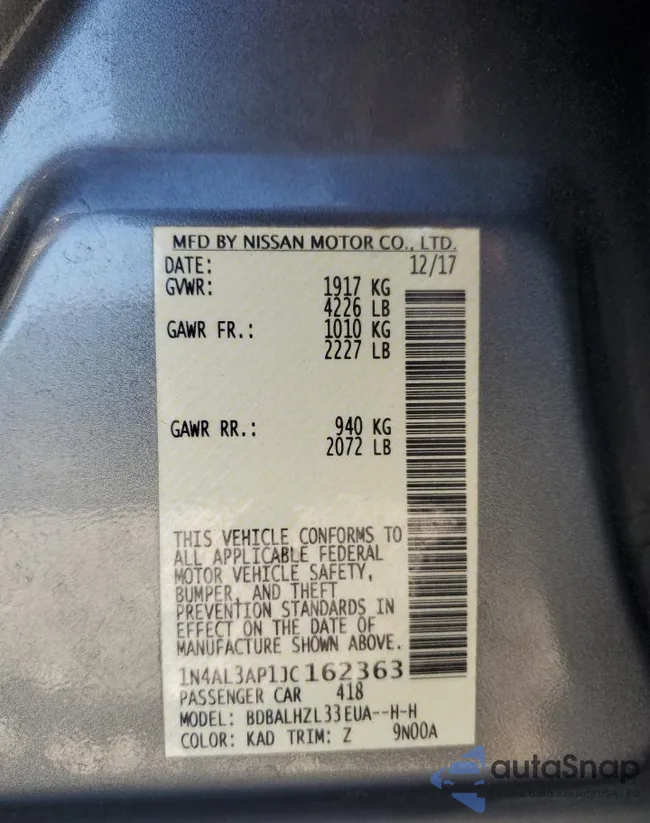 MFD BY NISSAN MOTOR CO., LTD.
DATE: 12/17
GVWR: 1917 KG
4226 LB
GAWR FR.: 1010 KG
2227 LB
GAWR RR.: 940 KG
2072 LB
THIS VEHICLE CONFORMS TO
ALL APPLICABLE FEDERAL
MOTOR VEHICLE SAFETY,
BUMPER, AND THEFT
PREVENTION STANDARDS IN
EFFECT ON THE DATE OF
MANUFACTURE SHOWN ABOVE.
1N4AL3AP1JC162363
PASSENGER CAR 418
MODEL: BDBALHZL33EUA--H-H
COLOR: KAD TRIM: Z 9N00A
autaSnap